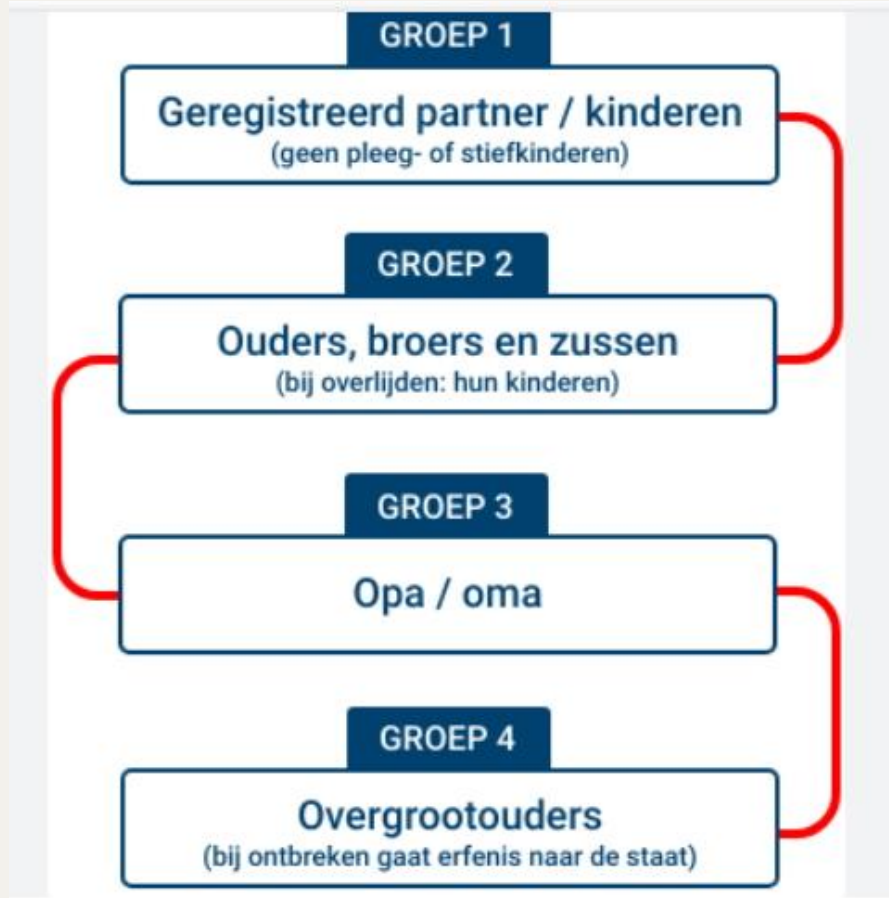 GROEP 1
Geregistreerd partner / kinderen
(geen pleeg- of stiefkinderen)
GROEP 2
Ouders, broers en zussen
(bij overlijden: hun kinderen)
GROEP 3
Opa / oma
GROEP 4
Overgrootouders
(bij ontbreken gaat erfenis naar de staat)